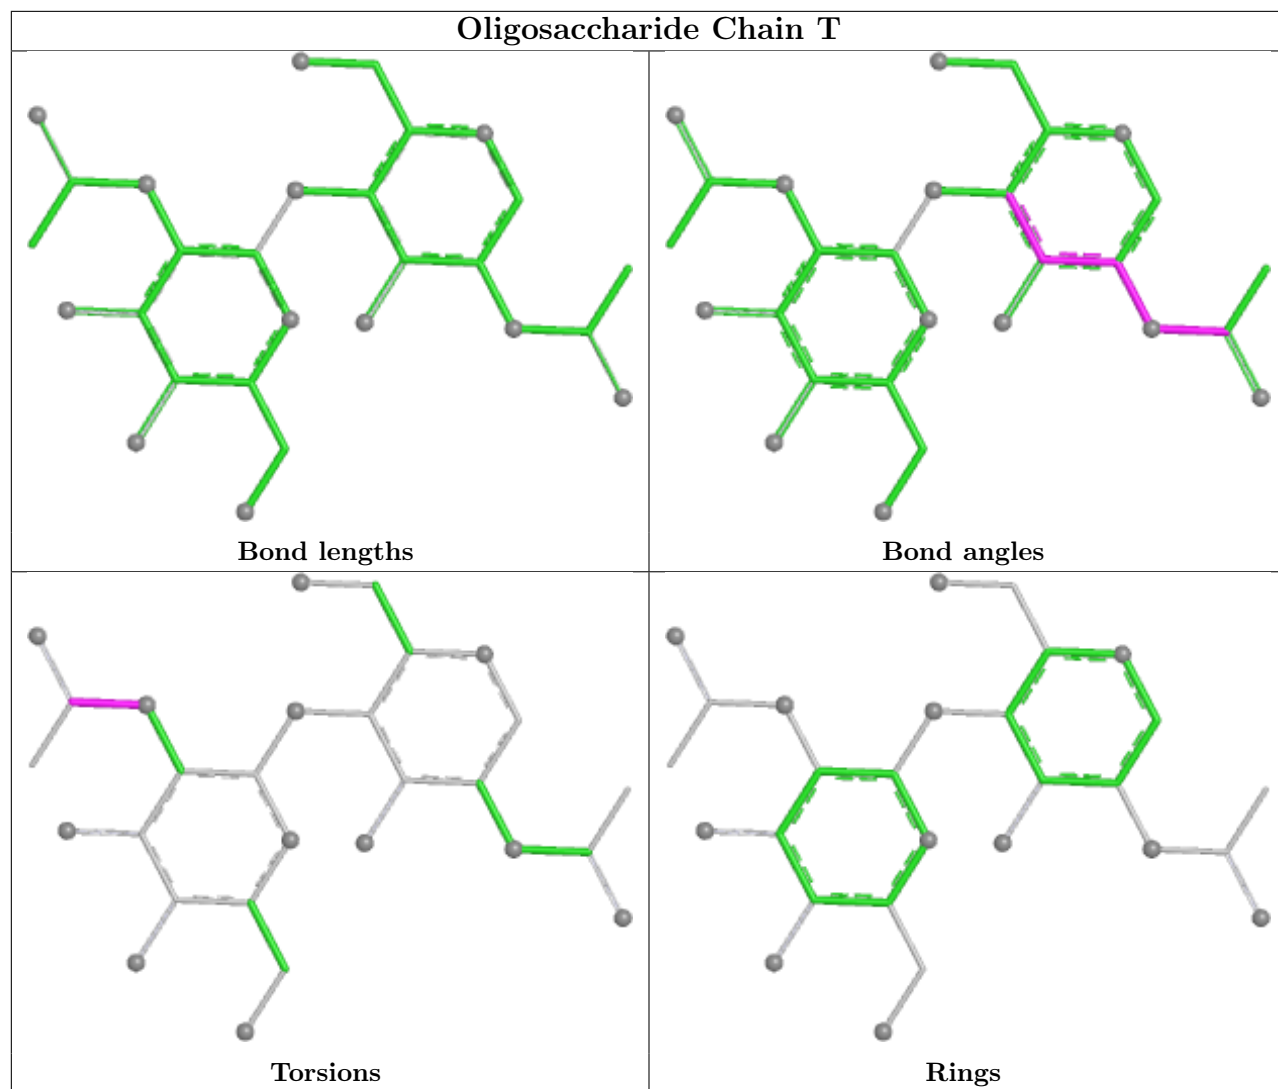 Oligosaccharide Chain T
Bond lengths
Bond angles
Torsions
Rings